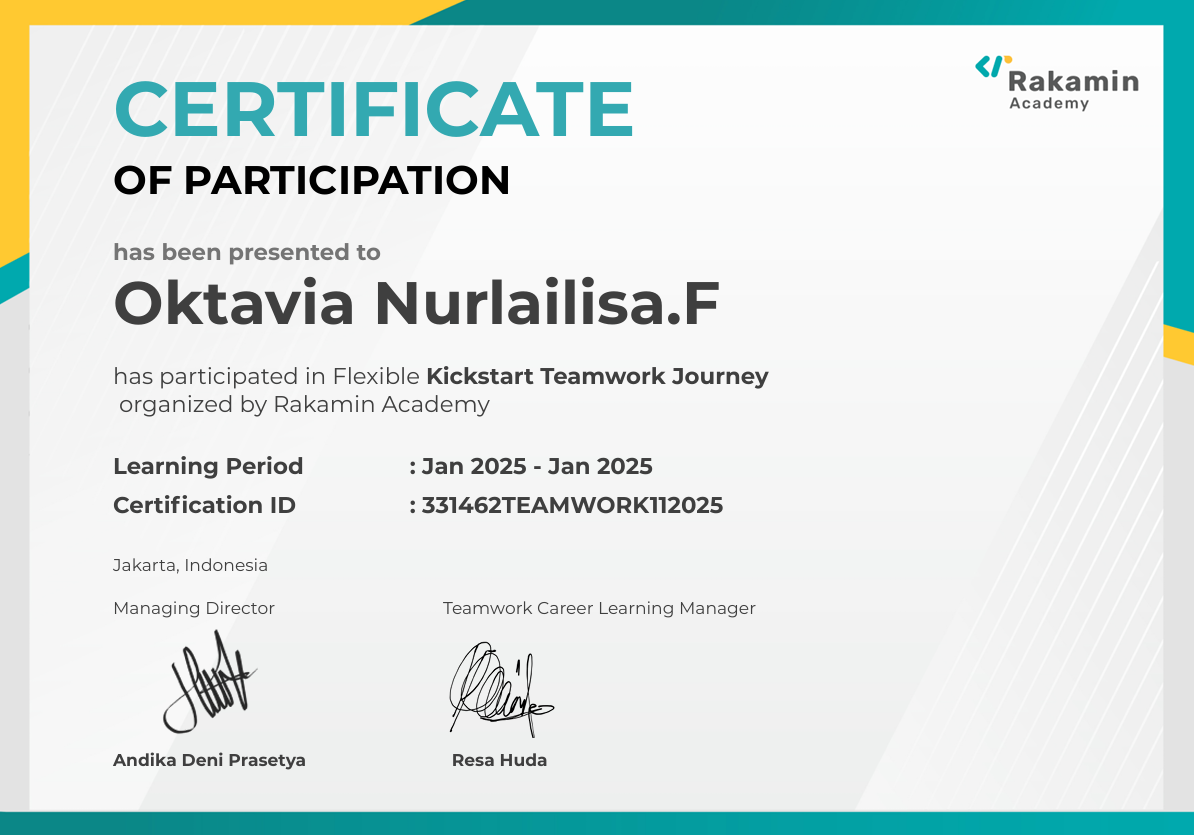 CERTIFICATE
Rakamin
Academy
OF PARTICIPATION
has been presented to
Oktavia Nurlailisa.F
has participated in Flexible Kickstart Teamwork Journey
organized by Rakamin Academy
Learning Period : Jan 2025 - Jan 2025
Certification ID : 331462TEAMWORK112025
Jakarta, Indonesia
Managing Director Teamwork Career Learning Manager
Andika Deni Prasetya Resa Huda